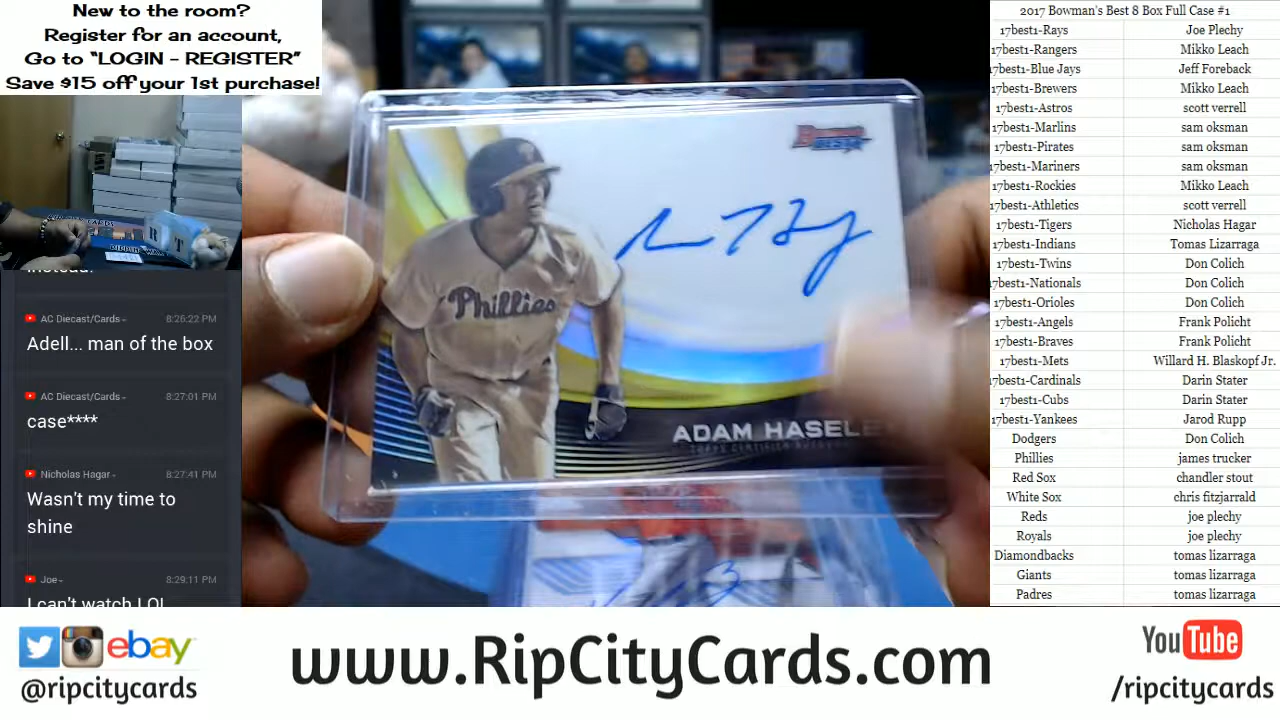 New to the room?
Register for an account,
Go to “LOGIN – REGISTER”
Save $15 off your 1st purchase!
AC Diecast/Cards
8:26:22 PM
Adell... man of the box
AC Diecast/Cards
8:27:01 PM
case****
Nicholas Hagar
8:27:41 PM
Wasn't my time to
shine
Joe
8:29:11 PM
I can't watch LOL
Phillies
ADAM HASELE
2017 Bowman's Best 8 Box Full Case #1
17best1-Rays Joe Plechy
17best1-Rangers Mikko Leach
17best1-Blue Jays Jeff Foreback
17best1-Brewers Mikko Leach
17best1-Astros scott verrell
17best1-Marlins sam oksman
17best1-Pirates sam oksman
17best1-Mariners sam oksman
17best1-Rockies Mikko Leach
17best1-Athletics scott verrell
17best1-Tigers Nicholas Hagar
17best1-Indians Tomas Lizarraga
17best1-Twins Don Colich
17best1-Nationals Don Colich
17best1-Orioles Don Colich
17best1-Angels Frank Polight
17best1-Braves Frank Polight
17best1-Mets Willard H. Blaskopf Jr.
17best1-Cardinals Darin Stater
17best1-Cubs Darin Stater
17best1-Yankees Jarod Rupp
Dodgers Don Colich
Phillies james trucker
Red Sox chandler stout
White Sox chris fitzjarrald
Reds joe plechy
Royals joe plechy
Diamondbacks tomas lizarraga
Giants tomas lizarraga
Padres tomas lizarraga
ebay
@ripcitycards
www.RipCityCards.com
YouTube
/ripcitycards